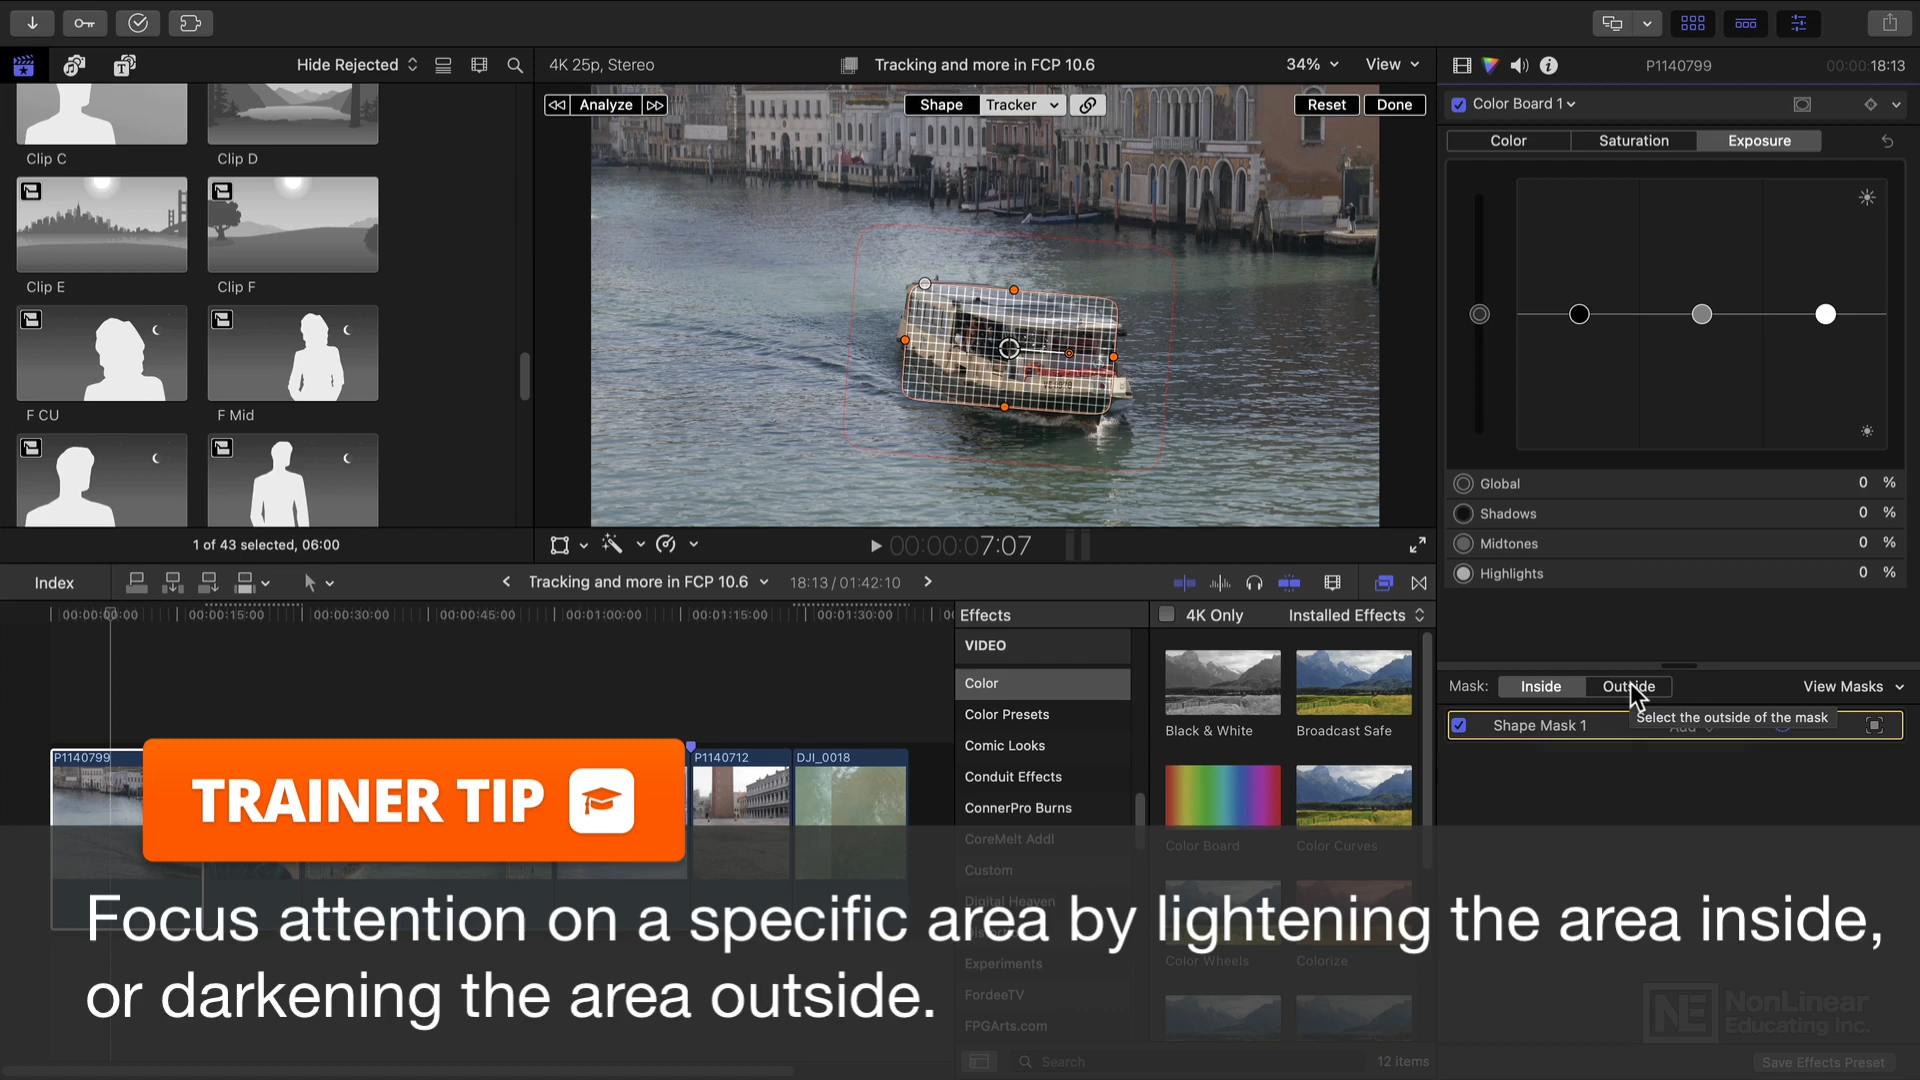 Hide Rejected
4K 25p, Stereo
Tracking and more in FCP 10.6
34%
View
P1140799
00:00:18:13
Analyze
Shape
Tracker
Reset
Done
Color Board 1
Color
Saturation
Exposure
Clip C
Clip D
Clip E
Clip F
F CU
F Mid
1 of 43 selected, 06:00
00:00:00 7:07
Global 0 %
Shadows 0 %
Midtones 0 %
Highlights 0 %
Index
Tracking and more in FCP 10.6
18:13 / 01:42:10
00:00:00:00
00:00:15:00
00:00:30:00
00:00:45:00
00:01:00:00
00:01:15:00
00:01:30:00
Effects
4K Only
Installed Effects
VIDEO
Color
Color Presets
Comic Looks
Conduit Effects
ConnerPro Burns
CoreMelt Addl
Custom
Digital Heaven
Experiments
FordeeTV
FPGArts.com
Black & White
Broadcast Safe
Color Board
Color Curves
Color Wheels
Colorize
Search
12 items
Mask:
Inside
Outside
View Masks
Shape Mask 1
Add
Select the outside of the mask
P1140799
P1140712
DJI_0018
TRAINER TIP
Focus attention on a specific area by lightening the area inside,
or darkening the area outside.
NE
NonLinear
Educating Inc.
Save Effects Preset